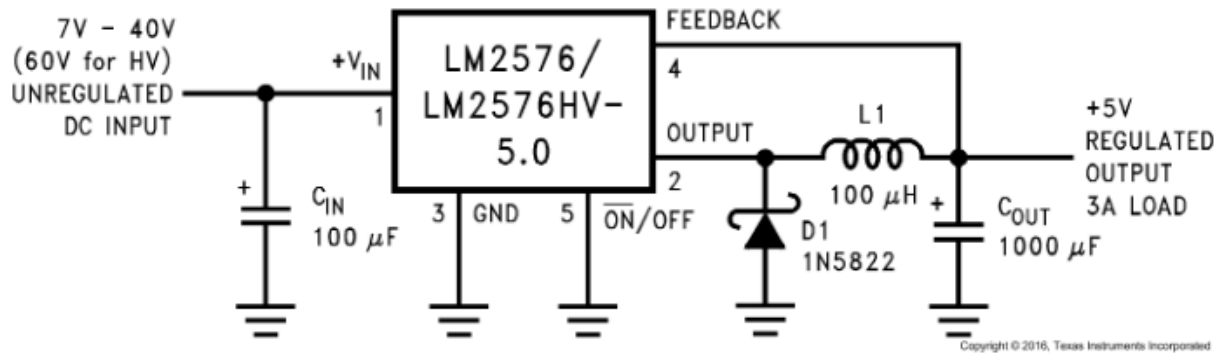 7V - 40V
(60V for HV)
UNREGULATED
DC INPUT
+VIN
1
LM2576/
LM2576HV-
5.0
FEEDBACK
4
OUTPUT
2
L1
100 μH
+5V
REGULATED
OUTPUT
3A LOAD
+
CIN
100 μF
3 GND
5 ON/OFF
D1
1N5822
+
COUT
1000 μF
Copyright © 2016, Texas Instruments Incorporated